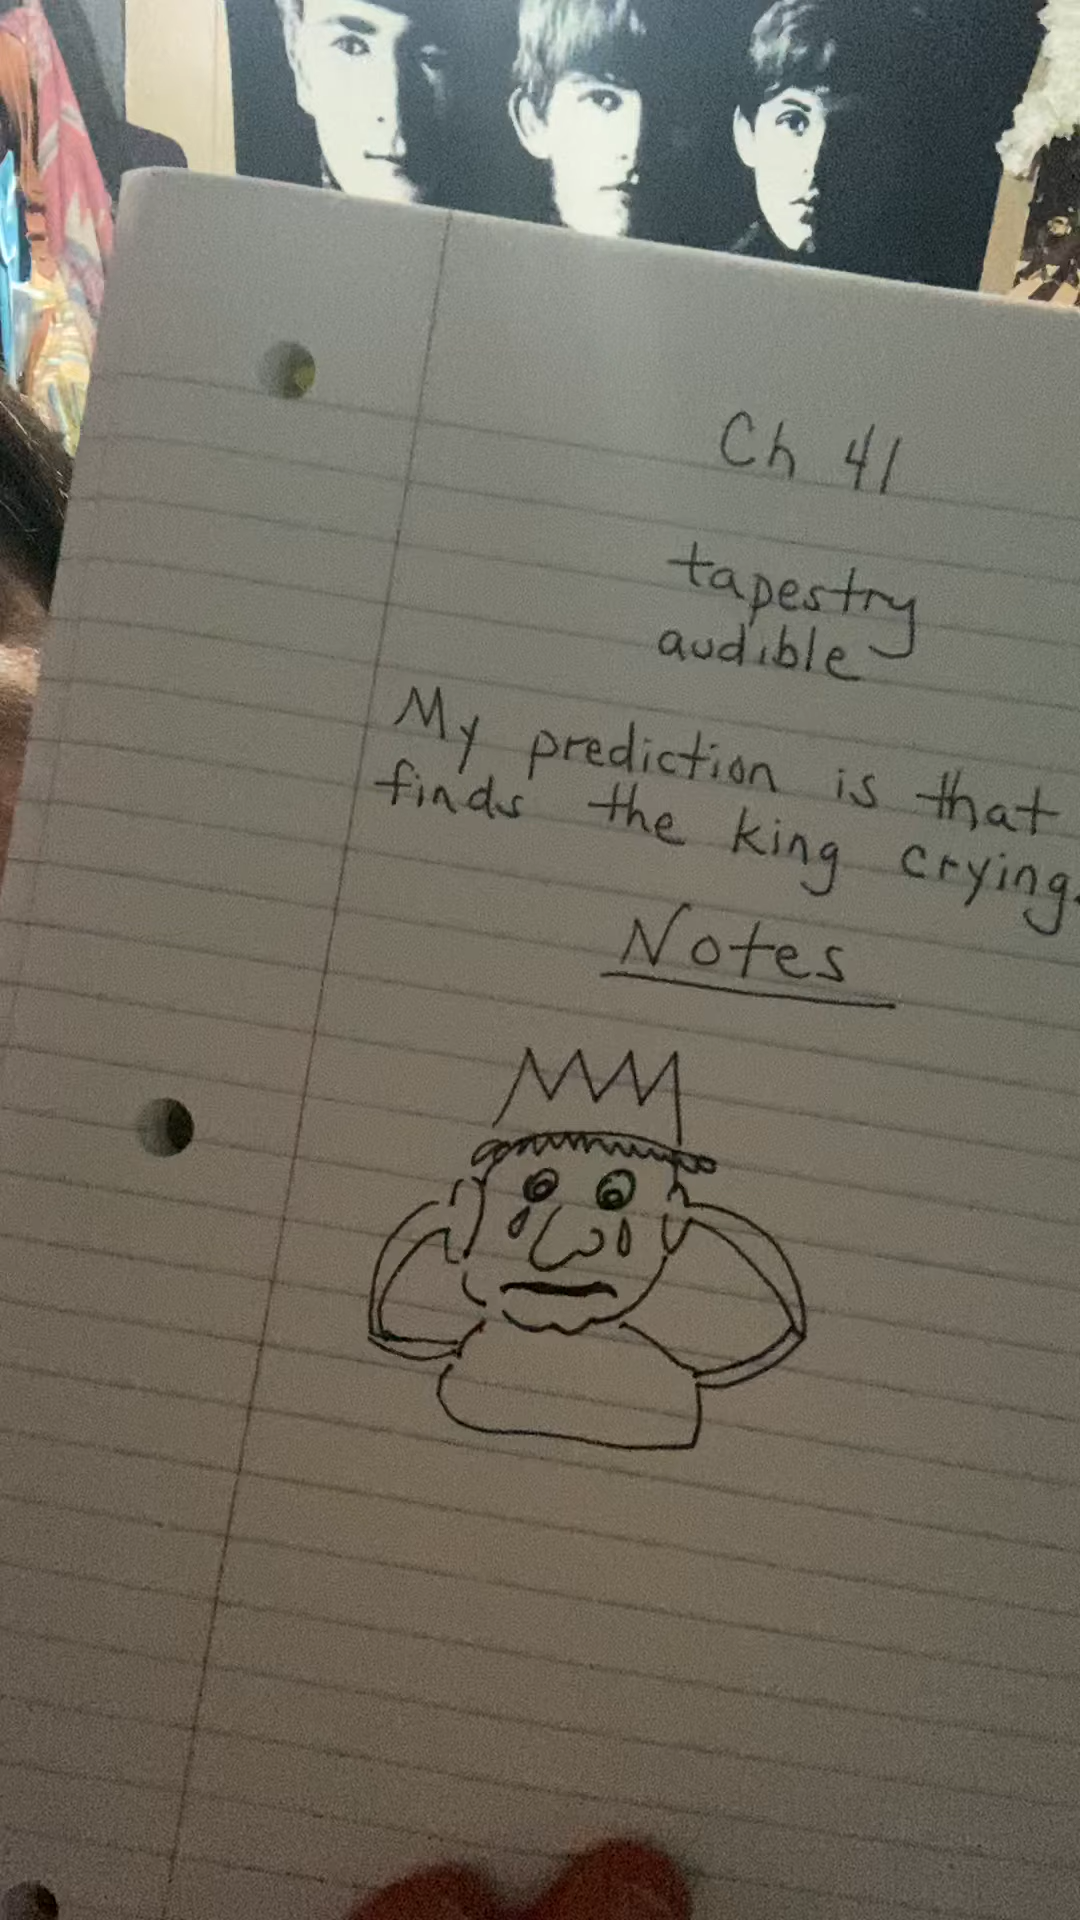 Ch 41
tapestry
audible
My prediction is that
finds the king crying.
Notes